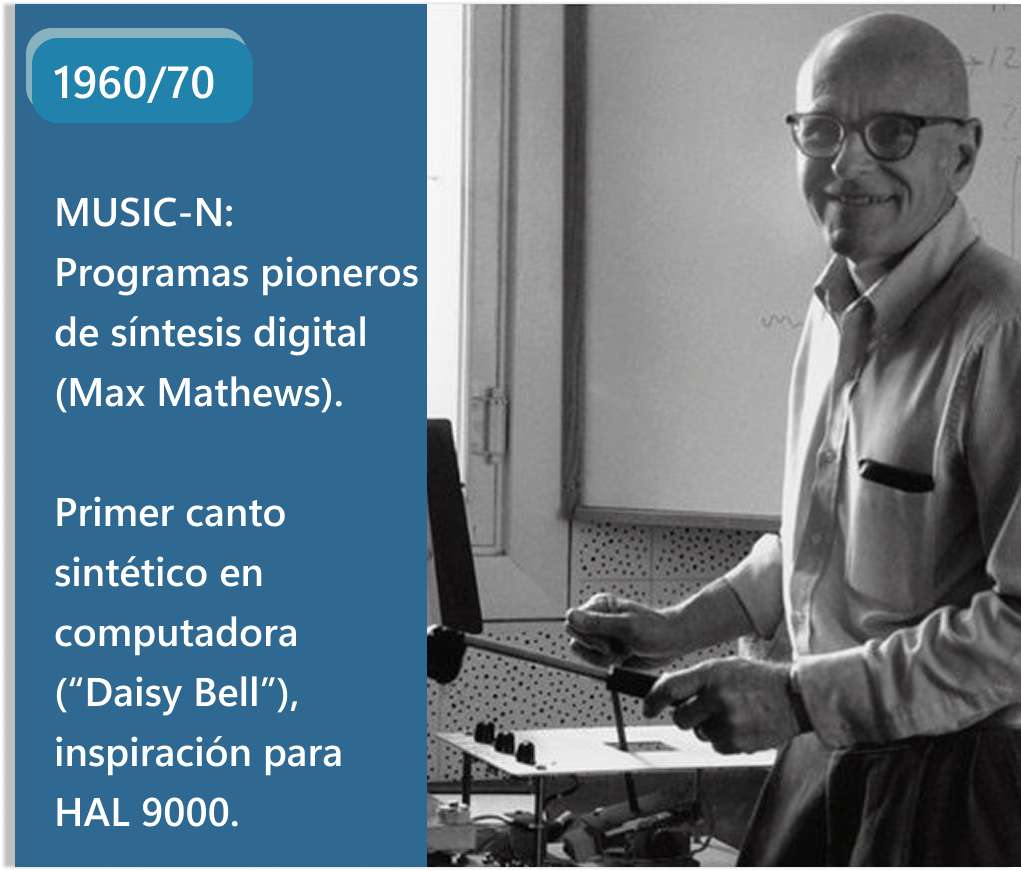 1960/70
MUSIC-N:
Programas pioneros
de síntesis digital
(Max Mathews).
Primer canto
sintético en
computadora
(“Daisy Bell”),
inspiración para
HAL 9000.